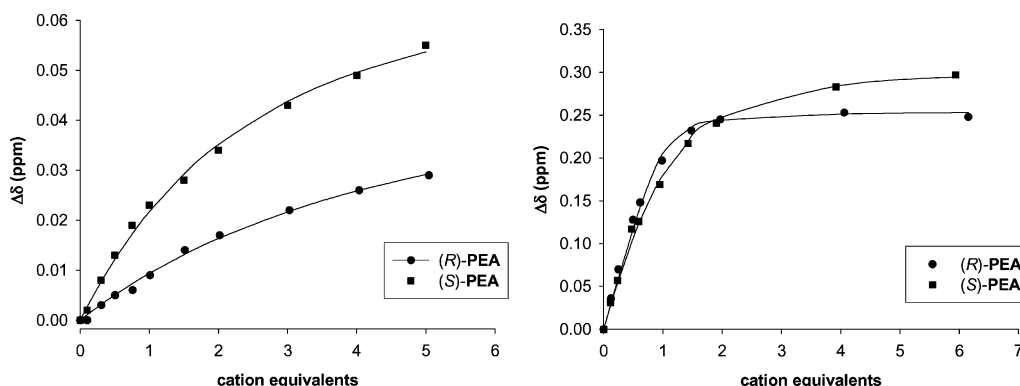 0.06
0.05
0.04
0.03
0.02
0.01
0.00
Δδ (ppm)
0 1 2 3 4 5 6
cation equivalents
(R)-PEA
(S)-PEA
0.35
0.30
0.25
0.20
0.15
0.10
0.05
0.00
Δδ (ppm)
0 1 2 3 4 5 6 7
cation equivalents
(R)-PEA
(S)-PEA